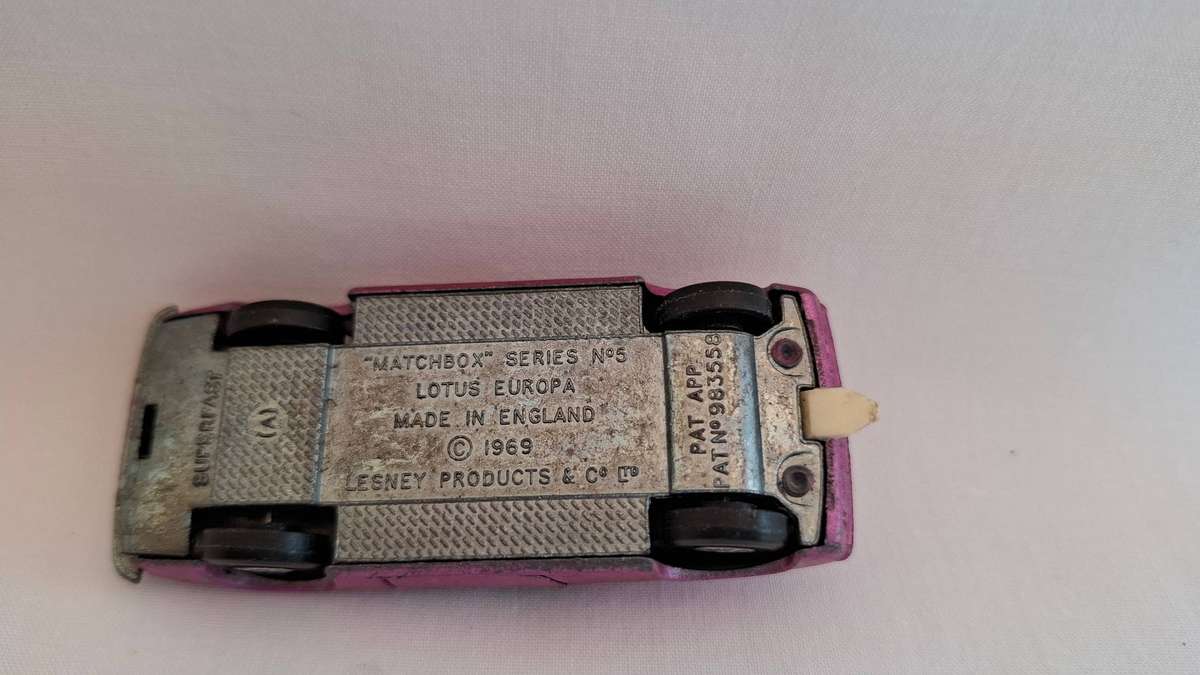 "MATCHBOX" SERIES Nº5
LOTUS EUROPA
MADE IN ENGLAND
© 1969
LESNEY PRODUCTS & Cº LTD
SUPERFAST
(A)
PAT APP
PAT Nº 983558